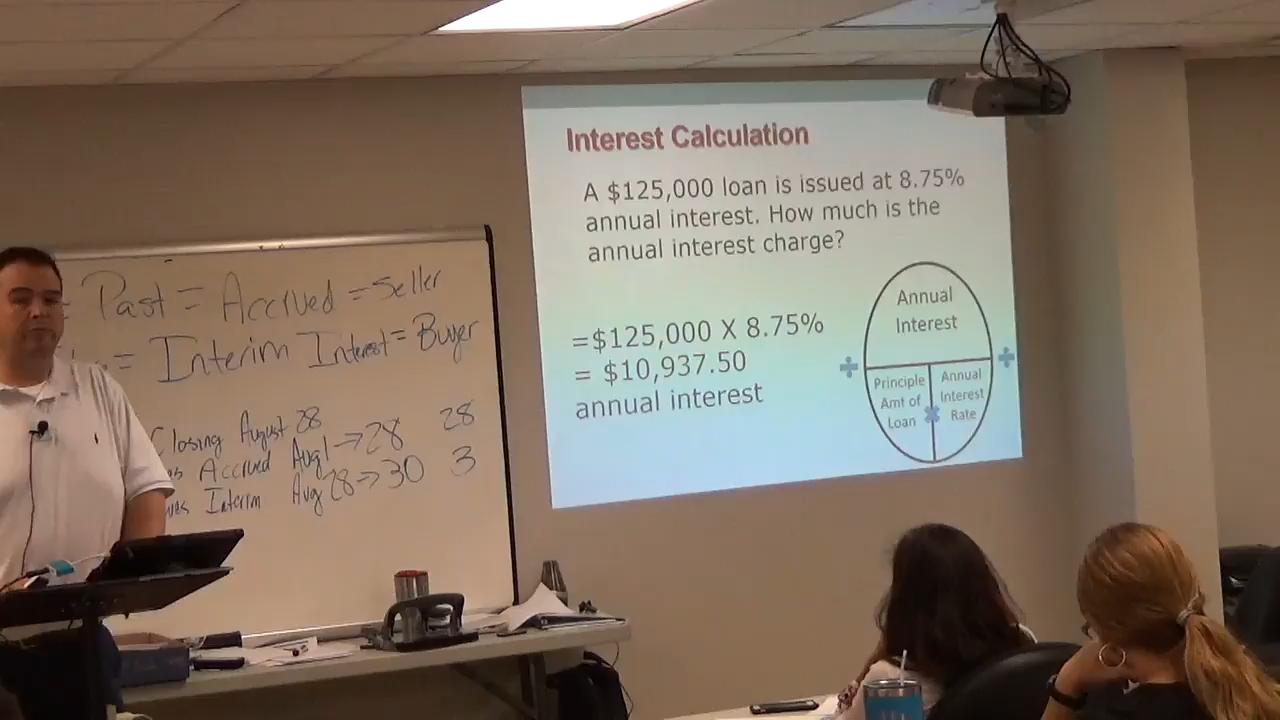 = Past = Accrued = Seller
= Interim Interest = Buyer
Closing August 28
Accrued Aug 1 → 28 28
Interim Aug 28 → 30 3
Interest Calculation
A $125,000 loan is issued at 8.75%
annual interest. How much is the
annual interest charge?
=$125,000 X 8.75%
= $10,937.50
annual interest
Annual
Interest
÷
÷
Principle
Amt of
Loan
×
Annual
Interest
Rate